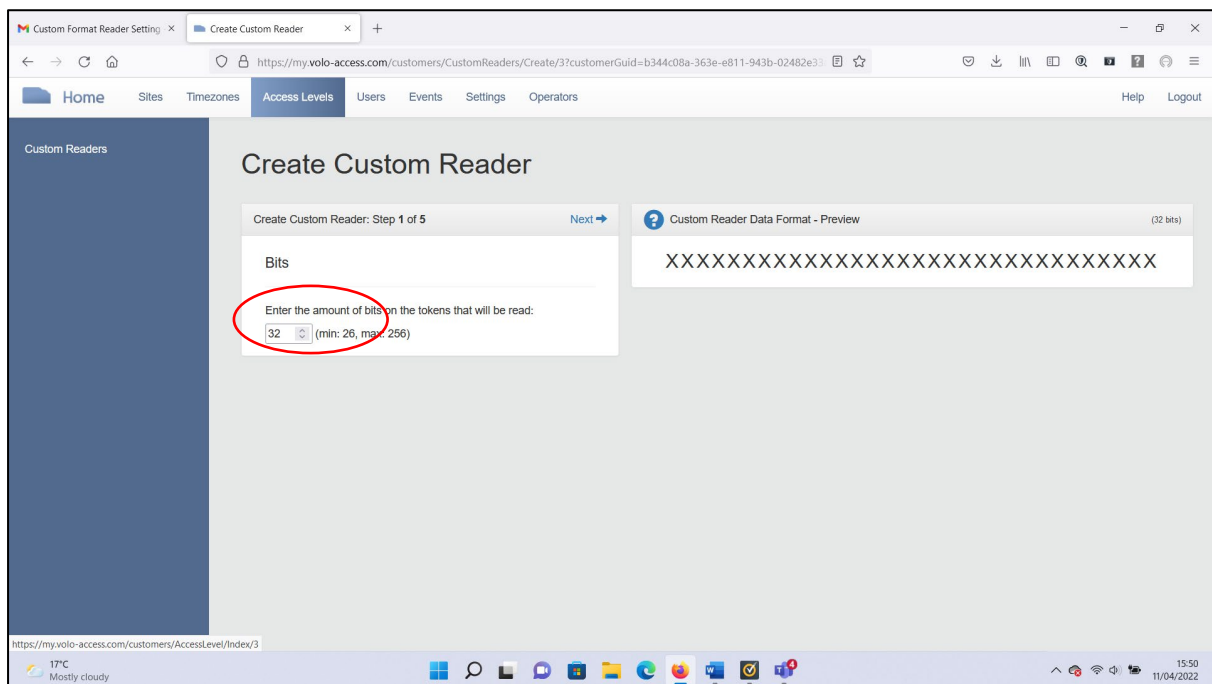 Custom Format Reader Setting
Create Custom Reader
https://my.volo-access.com/customers/CustomReaders/Create/3?customerGuid=b344c08a-363e-e811-943b-02482e33
Home Sites Timezones Access Levels Users Events Settings Operators Help Logout
Custom Readers
Create Custom Reader
Create Custom Reader: Step 1 of 5 Next
Custom Reader Data Format - Preview (32 bits)
Bits
XXXXXXXXXXXXXXXXXXXXXXXXXXXXXXXX
Enter the amount of bits on the tokens that will be read:
32 (min: 26, max: 256)
https://my.volo-access.com/customers/AccessLevel/Index/3
17°C
Mostly cloudy
4
15:50
11/04/2022